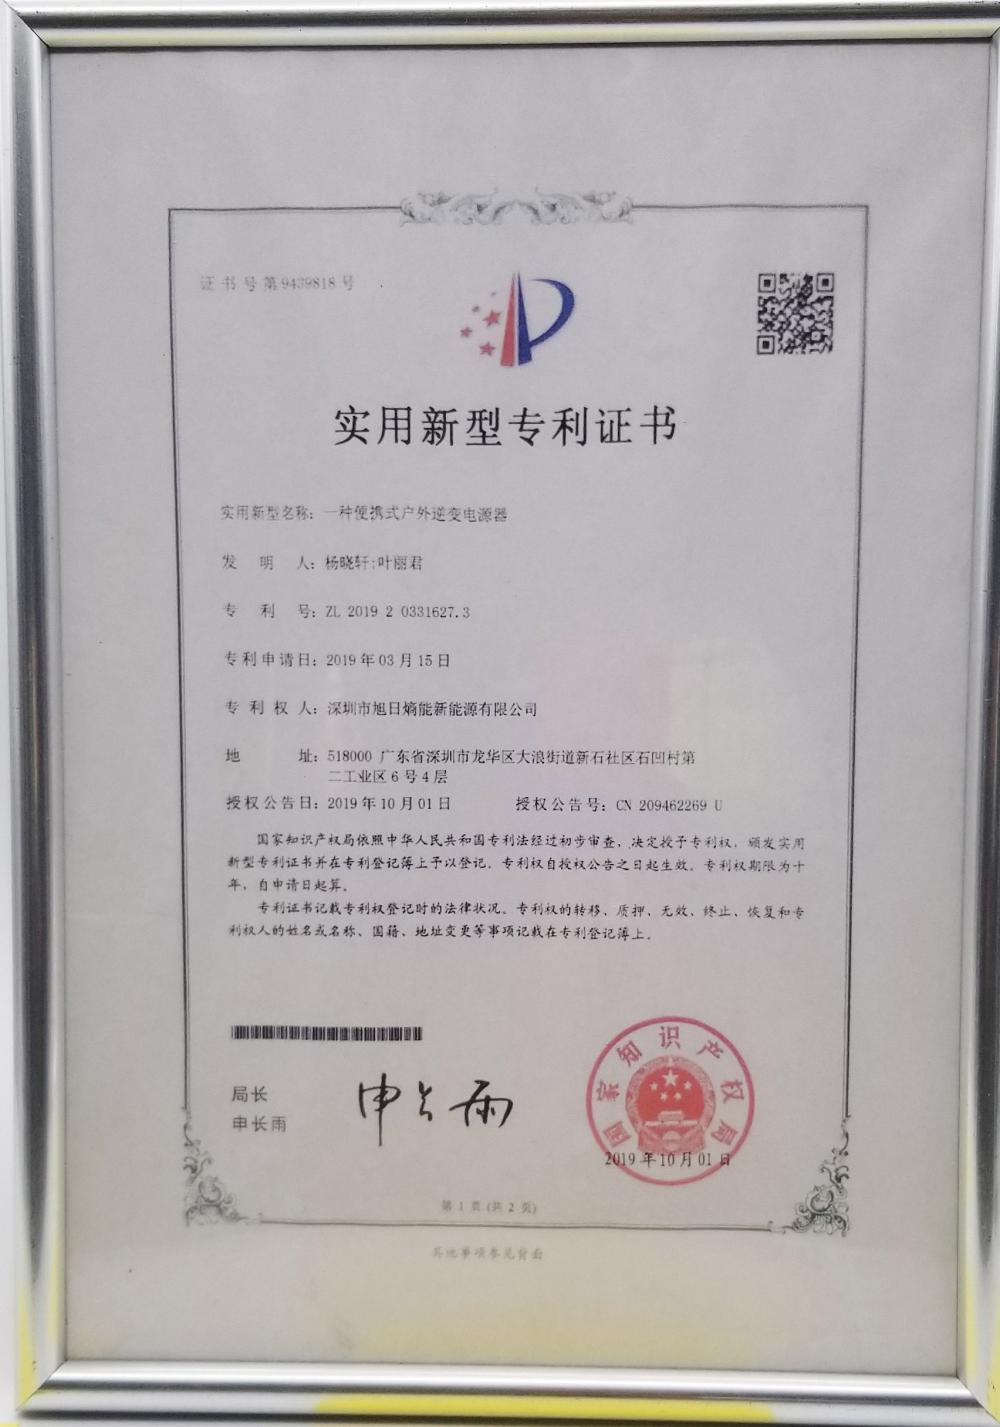 证书号第9439818号
实用新型专利证书
实用新型名称：一种便携式户外逆变电源器
发明人：杨晓轩;叶丽君
专利号：ZL 2019 2 0331627.3
专利申请日：2019年03月15日
专利权人：深圳市旭日熵能新能源有限公司
地址：518000 广东省深圳市龙华区大浪街道新石社区石凹村第
二工业区6号4层
授权公告日：2019年10月01日 授权公告号：CN 209462269 U
国家知识产权局依照中华人民共和国专利法经过初步审查，决定授予专利权，颁发实用
新型专利证书并在专利登记簿上予以登记。专利权自授权公告之日起生效。专利权期限为十
年，自申请日起算。
专利证书记载专利权登记时的法律状况。专利权的转移、质押、无效、终止、恢复和专
利权人的姓名或名称、国籍、地址变更等事项记载在专利登记簿上。
局长
申长雨
申长雨
国家知识产权局
2019年10月01日
第1页(共2页)
其他事项参见背面